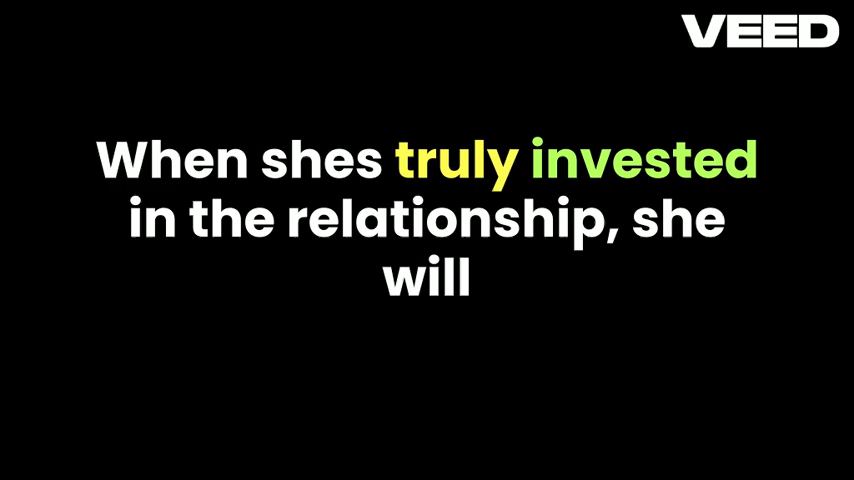 VEED
When shes truly invested
in the relationship, she
will